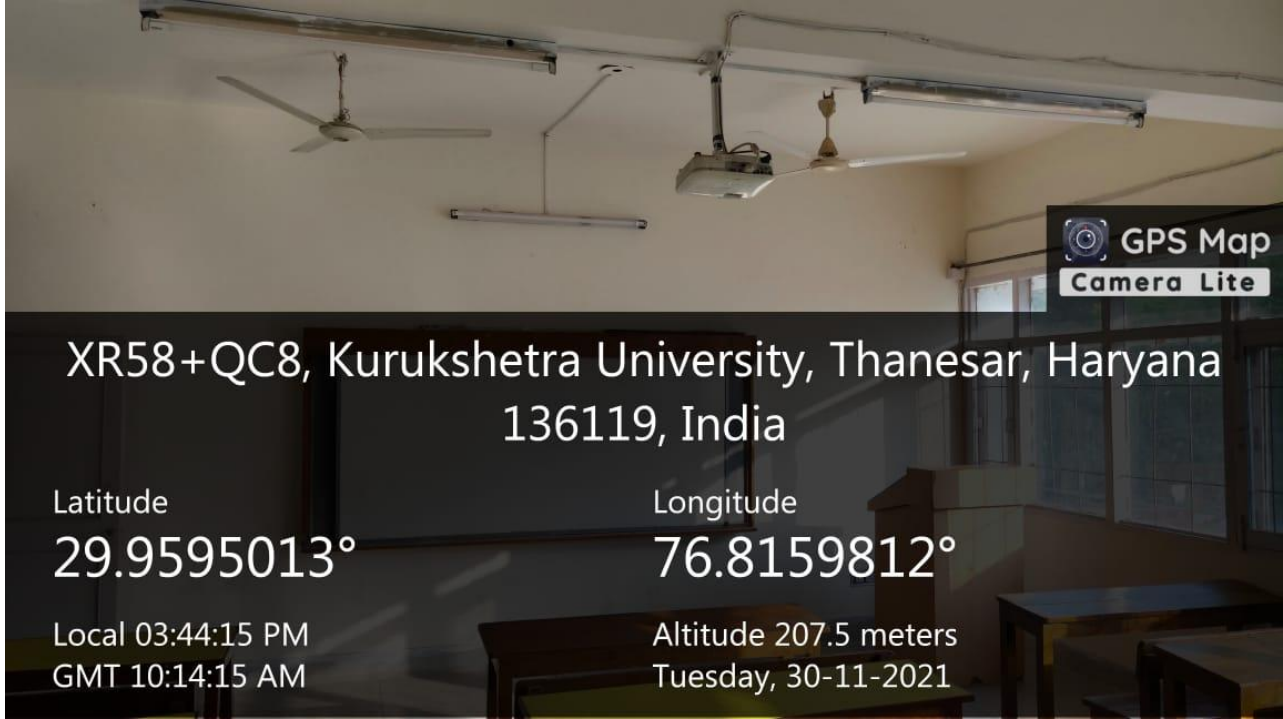 GPS Map
Camera Lite
XR58+QC8, Kurukshetra University, Thanesar, Haryana
136119, India
Latitude
Longitude
29.9595013°
76.8159812°
Local 03:44:15 PM
Altitude 207.5 meters
GMT 10:14:15 AM
Tuesday, 30-11-2021